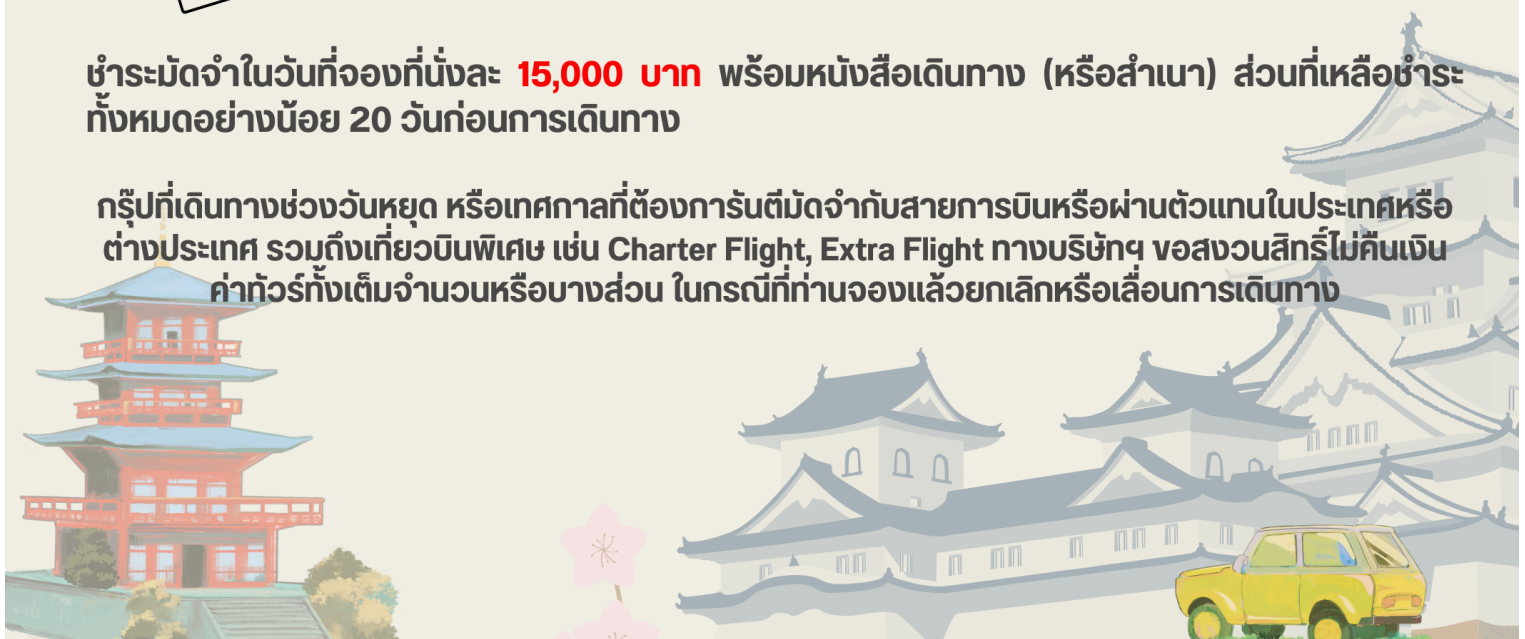 ชำระมัดจำในวันที่จองที่นั่งละ 15,000 บาท พร้อมหนังสือเดินทาง (หรือสำเนา) ส่วนที่เหลือชำระ
ทั้งหมดอย่างน้อย 20 วันก่อนการเดินทาง
กรุ๊ปที่เดินทางช่วงวันหยุด หรือเทศกาลที่ต้องการันตีมัดจำกับสายการบินหรือผ่านตัวแทนในประเทศหรือ
ต่างประเทศ รวมถึงเที่ยวบินพิเศษ เช่น Charter Flight, Extra Flight ทางบริษัทฯ ขอสงวนสิทธิ์ไม่คืนเงิน
ค่าทัวร์ทั้งเต็มจำนวนหรือบางส่วน ในกรณีที่ท่านจองแล้วยกเลิกหรือเลื่อนการเดินทาง